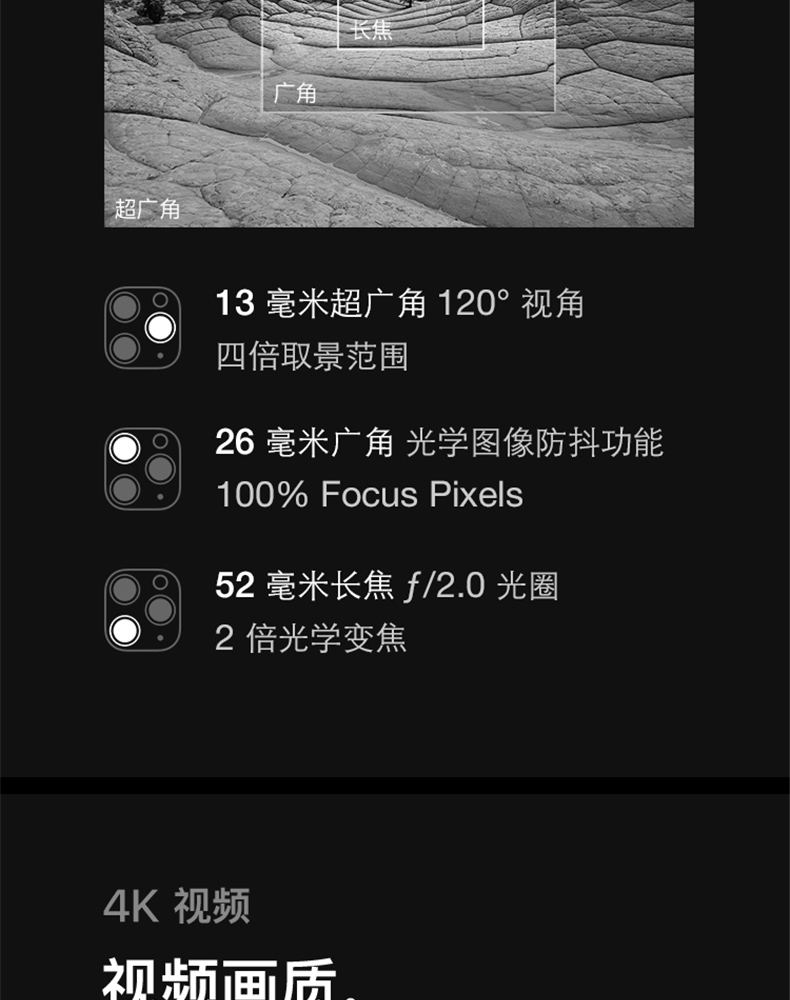 长焦
广角
超广角
13 毫米超广角 120° 视角
四倍取景范围
26 毫米广角 光学图像防抖功能
100% Focus Pixels
52 毫米长焦 ƒ/2.0 光圈
2 倍光学变焦
4K 视频
视频画质，